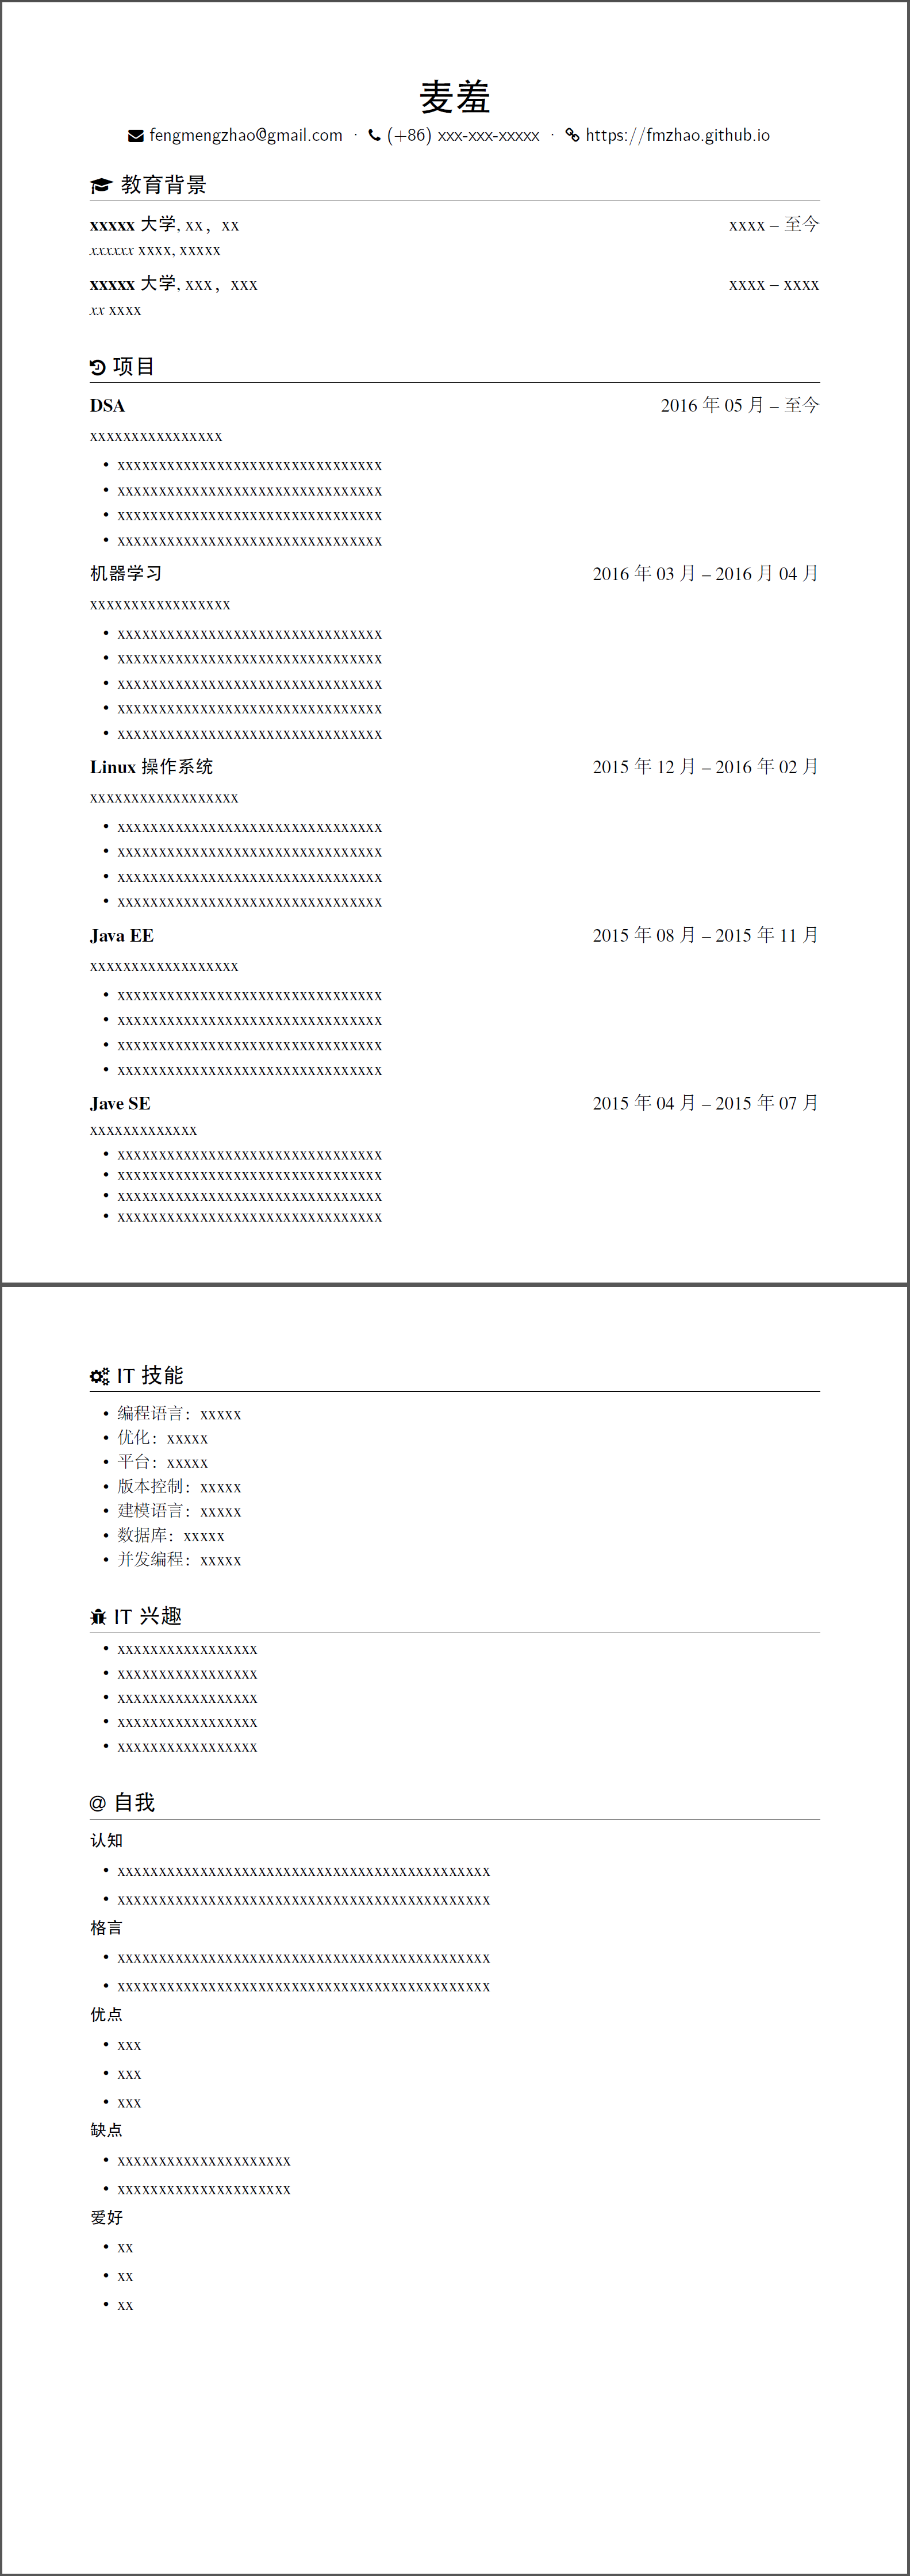 麦羞
fengmengzhao@gmail.com · (+86) xxx-xxx-xxxxx · https://fmzhao.github.io
教育背景
xxxxx 大学, xx，xx xxxx – 至今
xxxxxx xxxx, xxxxx
xxxxx 大学, xxx，xxx xxxx – xxxx
xx xxxx
项目
DSA 2016 年 05 月 – 至今
xxxxxxxxxxxxxxxx
• xxxxxxxxxxxxxxxxxxxxxxxxxxxxxxxx
• xxxxxxxxxxxxxxxxxxxxxxxxxxxxxxxx
• xxxxxxxxxxxxxxxxxxxxxxxxxxxxxxxx
• xxxxxxxxxxxxxxxxxxxxxxxxxxxxxxxx
机器学习 2016 年 03 月 – 2016 月 04 月
xxxxxxxxxxxxxxxxx
• xxxxxxxxxxxxxxxxxxxxxxxxxxxxxxxx
• xxxxxxxxxxxxxxxxxxxxxxxxxxxxxxxx
• xxxxxxxxxxxxxxxxxxxxxxxxxxxxxxxx
• xxxxxxxxxxxxxxxxxxxxxxxxxxxxxxxx
• xxxxxxxxxxxxxxxxxxxxxxxxxxxxxxxx
Linux 操作系统 2015 年 12 月 – 2016 年 02 月
xxxxxxxxxxxxxxxxxx
• xxxxxxxxxxxxxxxxxxxxxxxxxxxxxxxx
• xxxxxxxxxxxxxxxxxxxxxxxxxxxxxxxx
• xxxxxxxxxxxxxxxxxxxxxxxxxxxxxxxx
• xxxxxxxxxxxxxxxxxxxxxxxxxxxxxxxx
Java EE 2015 年 08 月 – 2015 年 11 月
xxxxxxxxxxxxxxxxxx
• xxxxxxxxxxxxxxxxxxxxxxxxxxxxxxxx
• xxxxxxxxxxxxxxxxxxxxxxxxxxxxxxxx
• xxxxxxxxxxxxxxxxxxxxxxxxxxxxxxxx
• xxxxxxxxxxxxxxxxxxxxxxxxxxxxxxxx
Jave SE 2015 年 04 月 – 2015 年 07 月
xxxxxxxxxxxxx
• xxxxxxxxxxxxxxxxxxxxxxxxxxxxxxxx
• xxxxxxxxxxxxxxxxxxxxxxxxxxxxxxxx
• xxxxxxxxxxxxxxxxxxxxxxxxxxxxxxxx
• xxxxxxxxxxxxxxxxxxxxxxxxxxxxxxxx
IT 技能
• 编程语言：xxxxx
• 优化：xxxxx
• 平台：xxxxx
• 版本控制：xxxxx
• 建模语言：xxxxx
• 数据库：xxxxx
• 并发编程：xxxxx
IT 兴趣
• xxxxxxxxxxxxxxxxx
• xxxxxxxxxxxxxxxxx
• xxxxxxxxxxxxxxxxx
• xxxxxxxxxxxxxxxxx
• xxxxxxxxxxxxxxxxx
@ 自我
认知
• xxxxxxxxxxxxxxxxxxxxxxxxxxxxxxxxxxxxxxxxxxxxx
• xxxxxxxxxxxxxxxxxxxxxxxxxxxxxxxxxxxxxxxxxxxxx
格言
• xxxxxxxxxxxxxxxxxxxxxxxxxxxxxxxxxxxxxxxxxxxxx
• xxxxxxxxxxxxxxxxxxxxxxxxxxxxxxxxxxxxxxxxxxxxx
优点
• xxx
• xxx
• xxx
缺点
• xxxxxxxxxxxxxxxxxxxxx
• xxxxxxxxxxxxxxxxxxxxx
爱好
• xx
• xx
• xx